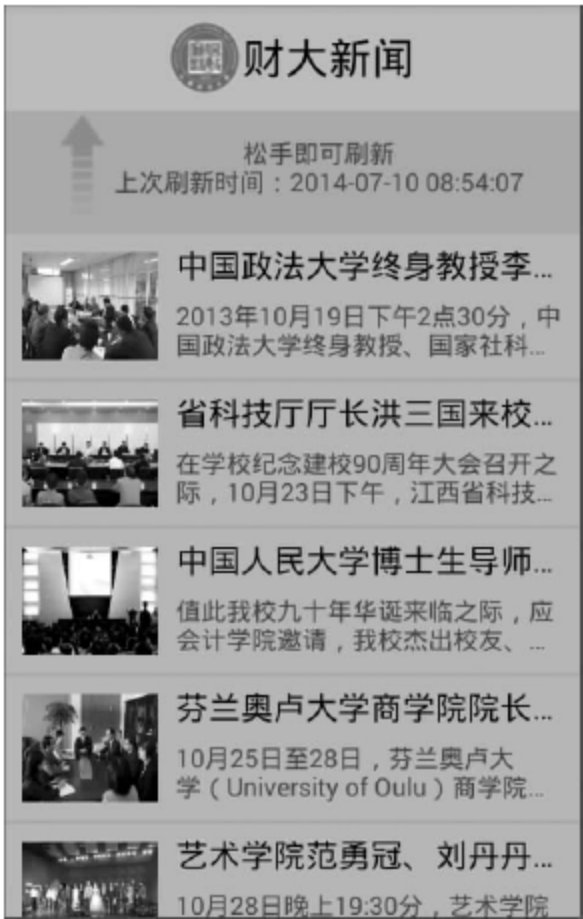 财大新闻
松手即可刷新
上次刷新时间：2014-07-10 08:54:07
中国政法大学终身教授李...
2013年10月19日下午2点30分，中
国政法大学终身教授、国家社科...
省科技厅厅长洪三国来校...
在学校纪念建校90周年大会召开之
际，10月23日下午，江西省科技...
中国人民大学博士生导师...
值此我校九十年华诞来临之际，应
会计学院邀请，我校杰出校友、...
芬兰奥卢大学商学院院长...
10月25日至28日，芬兰奥卢大
学（University of Oulu）商学院...
艺术学院范勇冠、刘丹丹...
10月28日晚上19:30分，艺术学院